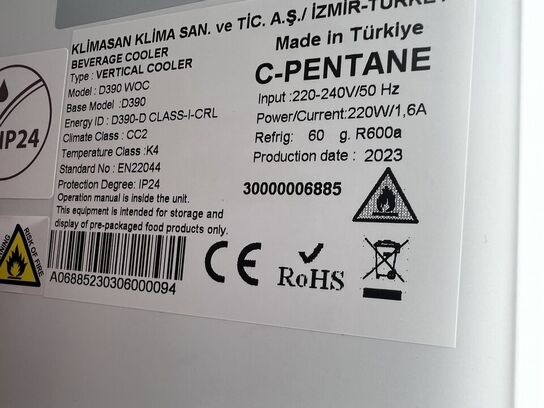 KLİMASAN KLİMA SAN. ve TİC. A.Ş./ İZMİR-TURKEY
BEVERAGE COOLER
Type : VERTICAL COOLER
Model : D390 WOC
Base Model : D390
Energy ID : D390-D CLASS-I-CRL
Climate Class : CC2
Temperature Class : K4
Standard No : EN22044
Protection Degree: IP24
Operation manual is inside the unit.
This equipment is intended for storage and
display of pre-packaged food products only.
A06885230306000094
Made in Türkiye
C-PENTANE
Input :220-240V/50 Hz
Power/Current:220W/1,6A
Refrig: 60 g. R600a
Production date : 2023
30000006885
CE
RoHS
IP24
RISK OF FIRE